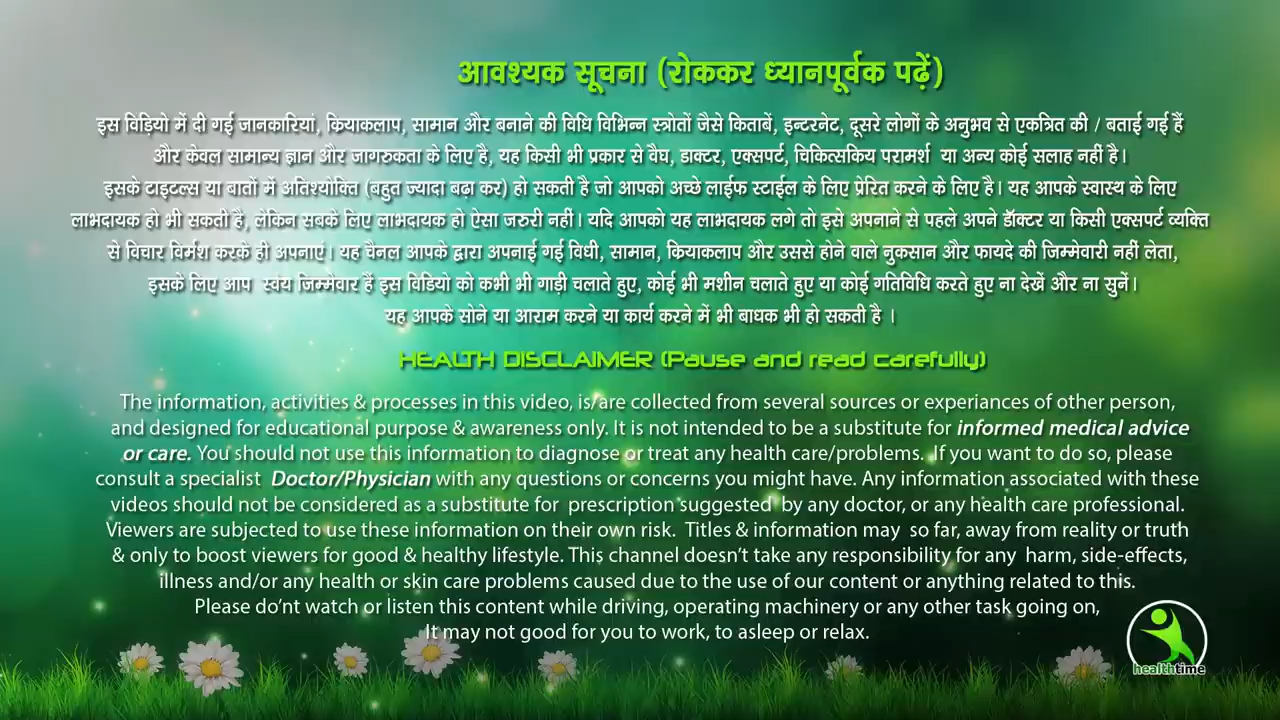 आवश्यक सूचना (रोककर ध्यानपूर्वक पढ़ें)
इस विड़ियो में दी गई जानकारियां, क्रियाकलाप, सामान और बनाने की विधि विभिन्न स्त्रोतों जैसे किताबें, इन्टरनेट, दूसरे लोगों के अनुभव से एकत्रित की / बताई गई हैं
और केवल सामान्य ज्ञान और जागरुकता के लिए है, यह किसी भी प्रकार से वैघ, डाक्टर, एक्सपर्ट, चिकित्सकिय परामर्श या अन्य कोई सलाह नहीं है।
इसके टाइटल्स या बातों में अतिश्योक्ति (बहुत ज्यादा बढ़ा कर) हो सकती है जो आपको अच्छे लाईफ स्टाईल के लिए प्रेरित करने के लिए है। यह आपके स्वास्थ के लिए
लाभदायक हो भी सकती है, लेकिन सबके लिए लाभदायक हो ऐसा जरुरी नहीं। यदि आपको यह लाभदायक लगे तो इसे अपनाने से पहले अपने डॉक्टर या किसी एक्सपर्ट व्यक्ति
से विचार विर्मश करके ही अपनाएं। यह चैनल आपके द्वारा अपनाई गई विधी, सामान, क्रियाकलाप और उससे होने वाले नुकसान और फायदे की जिम्मेवारी नहीं लेता,
इसके लिए आप स्वंय जिम्मेवार हैं इस विडियो को कभी भी गाड़ी चलाते हुए, कोई भी मशीन चलाते हुए या कोई गतिविधि करते हुए ना देखें और ना सुनें।
यह आपके सोने या आराम करने या कार्य करने में भी बाधक भी हो सकती है ।
HEALTH DISCLAIMER (Pause and read carefully)
The information, activities & processes in this video, is/are collected from several sources or experiances of other person,
and designed for educational purpose & awareness only. It is not intended to be a substitute for informed medical advice
or care. You should not use this information to diagnose or treat any health care/problems. If you want to do so, please
consult a specialist Doctor/Physician with any questions or concerns you might have. Any information associated with these
videos should not be considered as a substitute for prescription suggested by any doctor, or any health care professional.
Viewers are subjected to use these information on their own risk. Titles & information may so far, away from reality or truth
& only to boost viewers for good & healthy lifestyle. This channel doesn't take any responsibility for any harm, side-effects,
illness and/or any health or skin care problems caused due to the use of our content or anything related to this.
Please do'nt watch or listen this content while driving, operating machinery or any other task going on,
It may not good for you to work, to asleep or relax.
healthtime